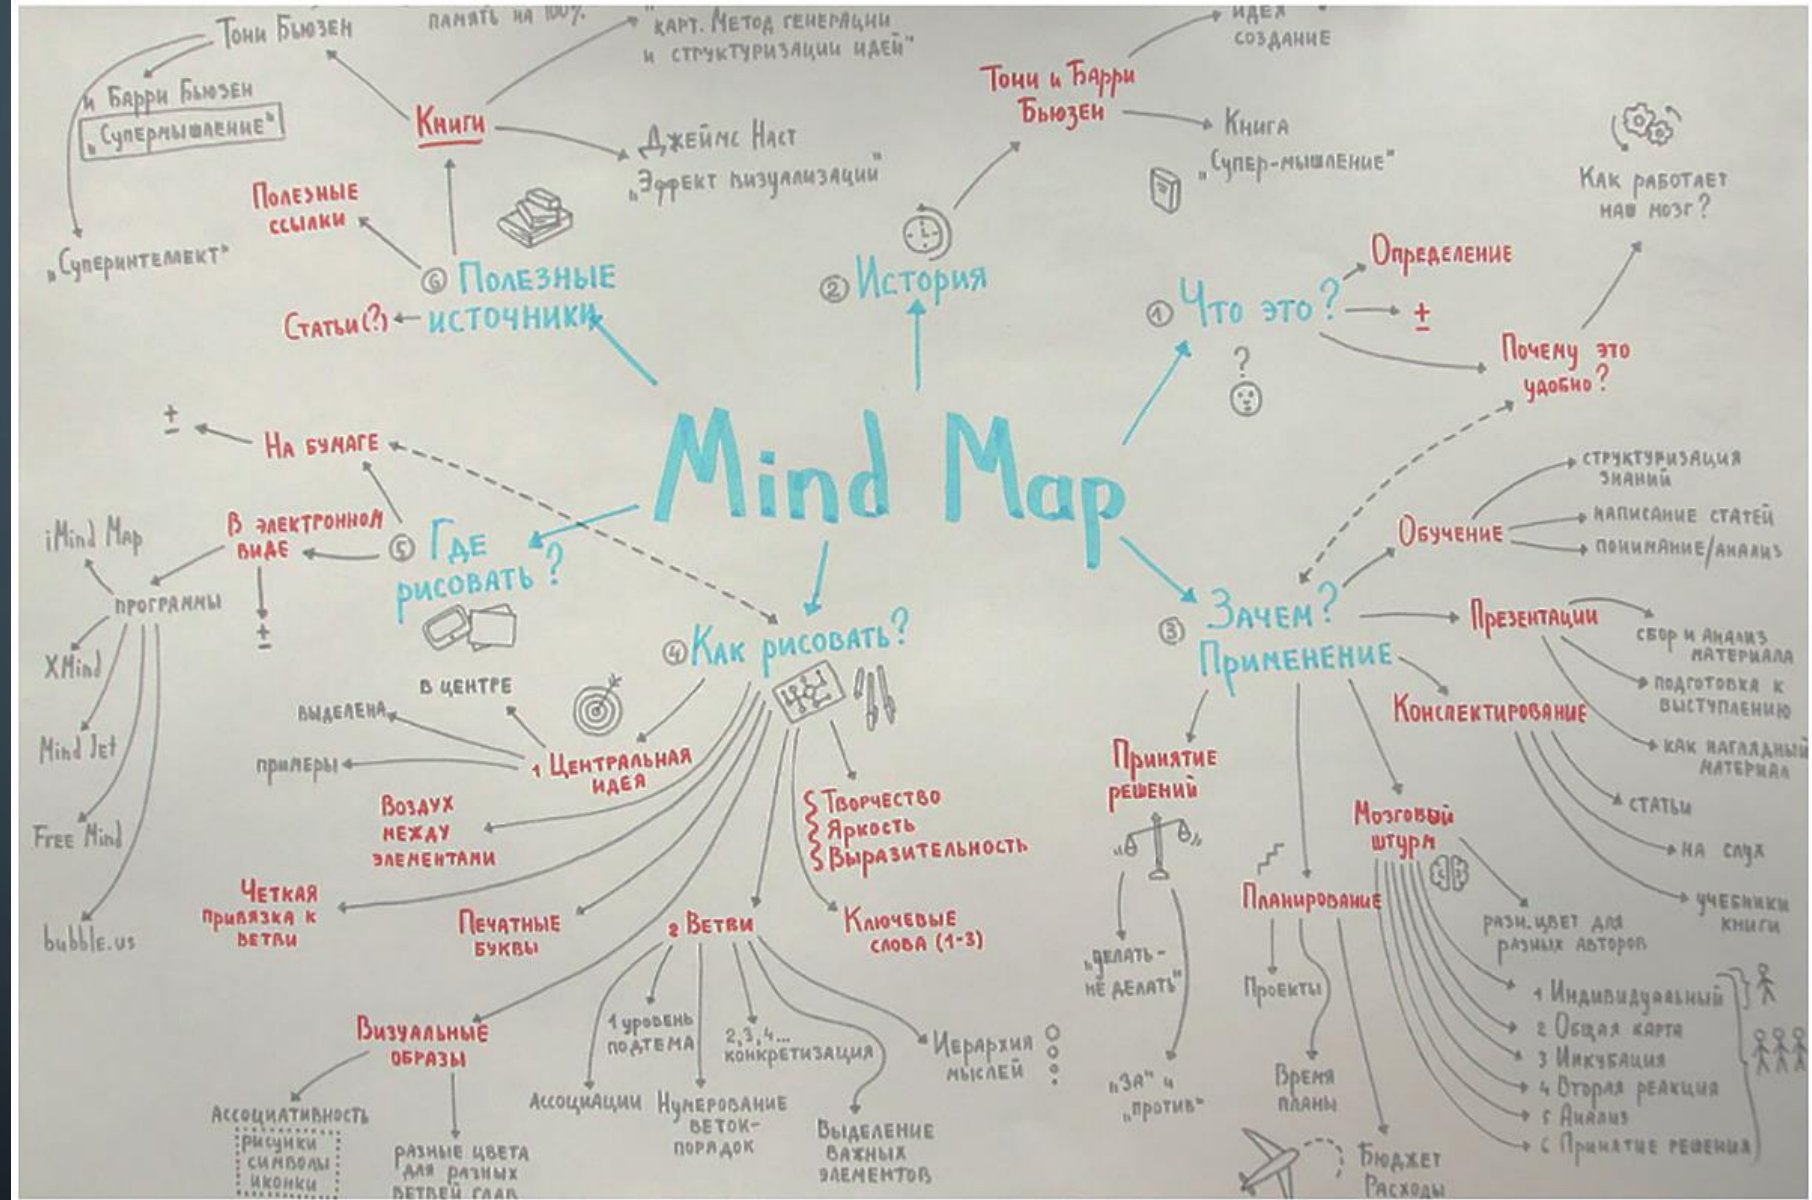 Тони Бьюзен
память на 100%.
карт. Метод генерации
и структуризации идей"
и Барри Бьюзен
„Супермышление"
Книги
Джеймс Наст
„Эффект визуализации"
„Суперинтеллект"
Полезные
ссылки
6 Полезные
источники
Статьи(?)
идея
создание
Тони и Барри
Бьюзен
Книга
„Супер-мышление"
2 История
1 Что это?
?
Определение
±
Почему это
удобно?
Как работает
наш мозг?
Mind Map
±
На бумаге
В электронном
виде
5 Где
рисовать?
iMind Map
программы
±
XMind
Mind Jet
Free Mind
bubble.us
4 Как рисовать?
в центре
выделена
примеры
1 Центральная
идея
Воздух
между
элементами
Четкая
привязка к
ветви
Печатные
буквы
Творчество
Яркость
Выразительность
2 Ветви
Ключевые
слова (1-3)
Визуальные
образы
Ассоциативность
рисунки
символы
иконки
разные цвета
для разных
ветвей глав
Ассоциации
1 уровень
подтема
Нумерование
веток-
порядок
2,3,4...
конкретизация
Выделение
важных
элементов
Иерархия
мыслей
3 Зачем?
Применение
Обучение
структуризация
знаний
написание статей
понимание/анализ
Презентации
сбор и анализ
материала
подготовка к
выступлению
как наглядный
материал
Конспектирование
статьи
на слух
учебники
книги
Принятие
решений
„делать-
не делать"
„за" и
„против"
Планирование
Проекты
Время
планы
Бюджет
Расходы
Мозговый
штурм
разн. цвет для
разных авторов
1 Индивидуальный
2 Общая карта
3 Инкубация
4 Вторая реакция
5 Анализ
6 Принятие решения